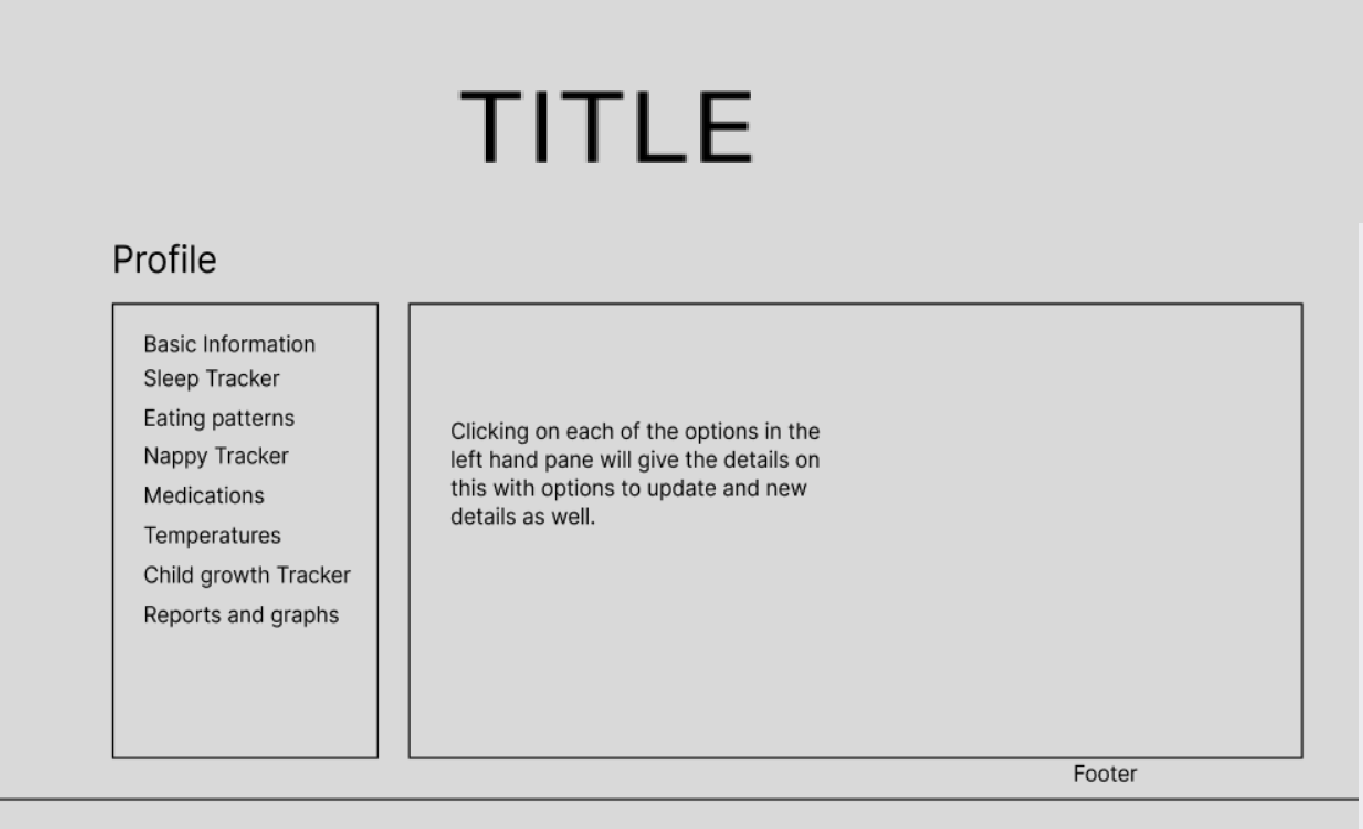 TITLE
Profile
Basic Information
Sleep Tracker
Eating patterns
Nappy Tracker
Medications
Temperatures
Child growth Tracker
Reports and graphs
Clicking on each of the options in the
left hand pane will give the details on
this with options to update and new
details as well.
Footer